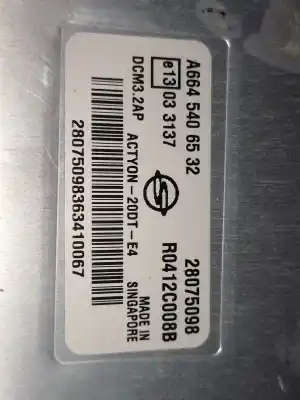 A664 540 65 32
e13 03 3137
DCM3.2AP
ACTYON-20DT-E4
28075098363410067
28075098
R0412C008B
MADE IN
SINGAPORE